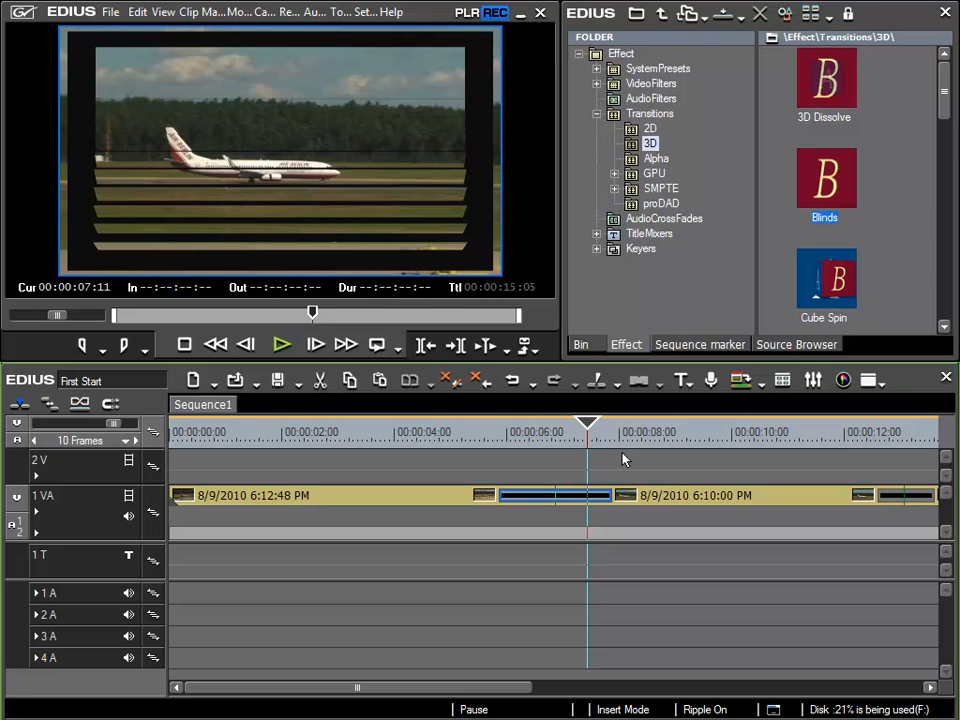 EDIUS File Edit View Clip Ma...Mo... Ca... Re... Au... To... Set...Help PLR REC
AIR BERLIN
Cur 00:00:07:11 In --:--:--:-- Out --:--:--:-- Dur --:--:--:-- Ttl 00:00:15:05
EDIUS
FOLDER
Effect
SystemPresets
VideoFilters
AudioFilters
Transitions
2D
3D
Alpha
GPU
SMPTE
proDAD
AudioCrossFades
TitleMixers
Keyers
\Effect\Transitions\3D\
B
3D Dissolve
B
Blinds
B
Cube Spin
Bin Effect Sequence marker Source Browser
EDIUS First Start
Sequence1
10 Frames
00:00:00:00 00:00:02:00 00:00:04:00 00:00:06:00 00:00:08:00 00:00:10:00 00:00:12:00
2 V
1 VA 8/9/2010 6:12:48 PM 8/9/2010 6:10:00 PM
1
2
1 T T
1 A
2 A
3 A
4 A
Pause Insert Mode Ripple On Disk :21% is being used(F:)